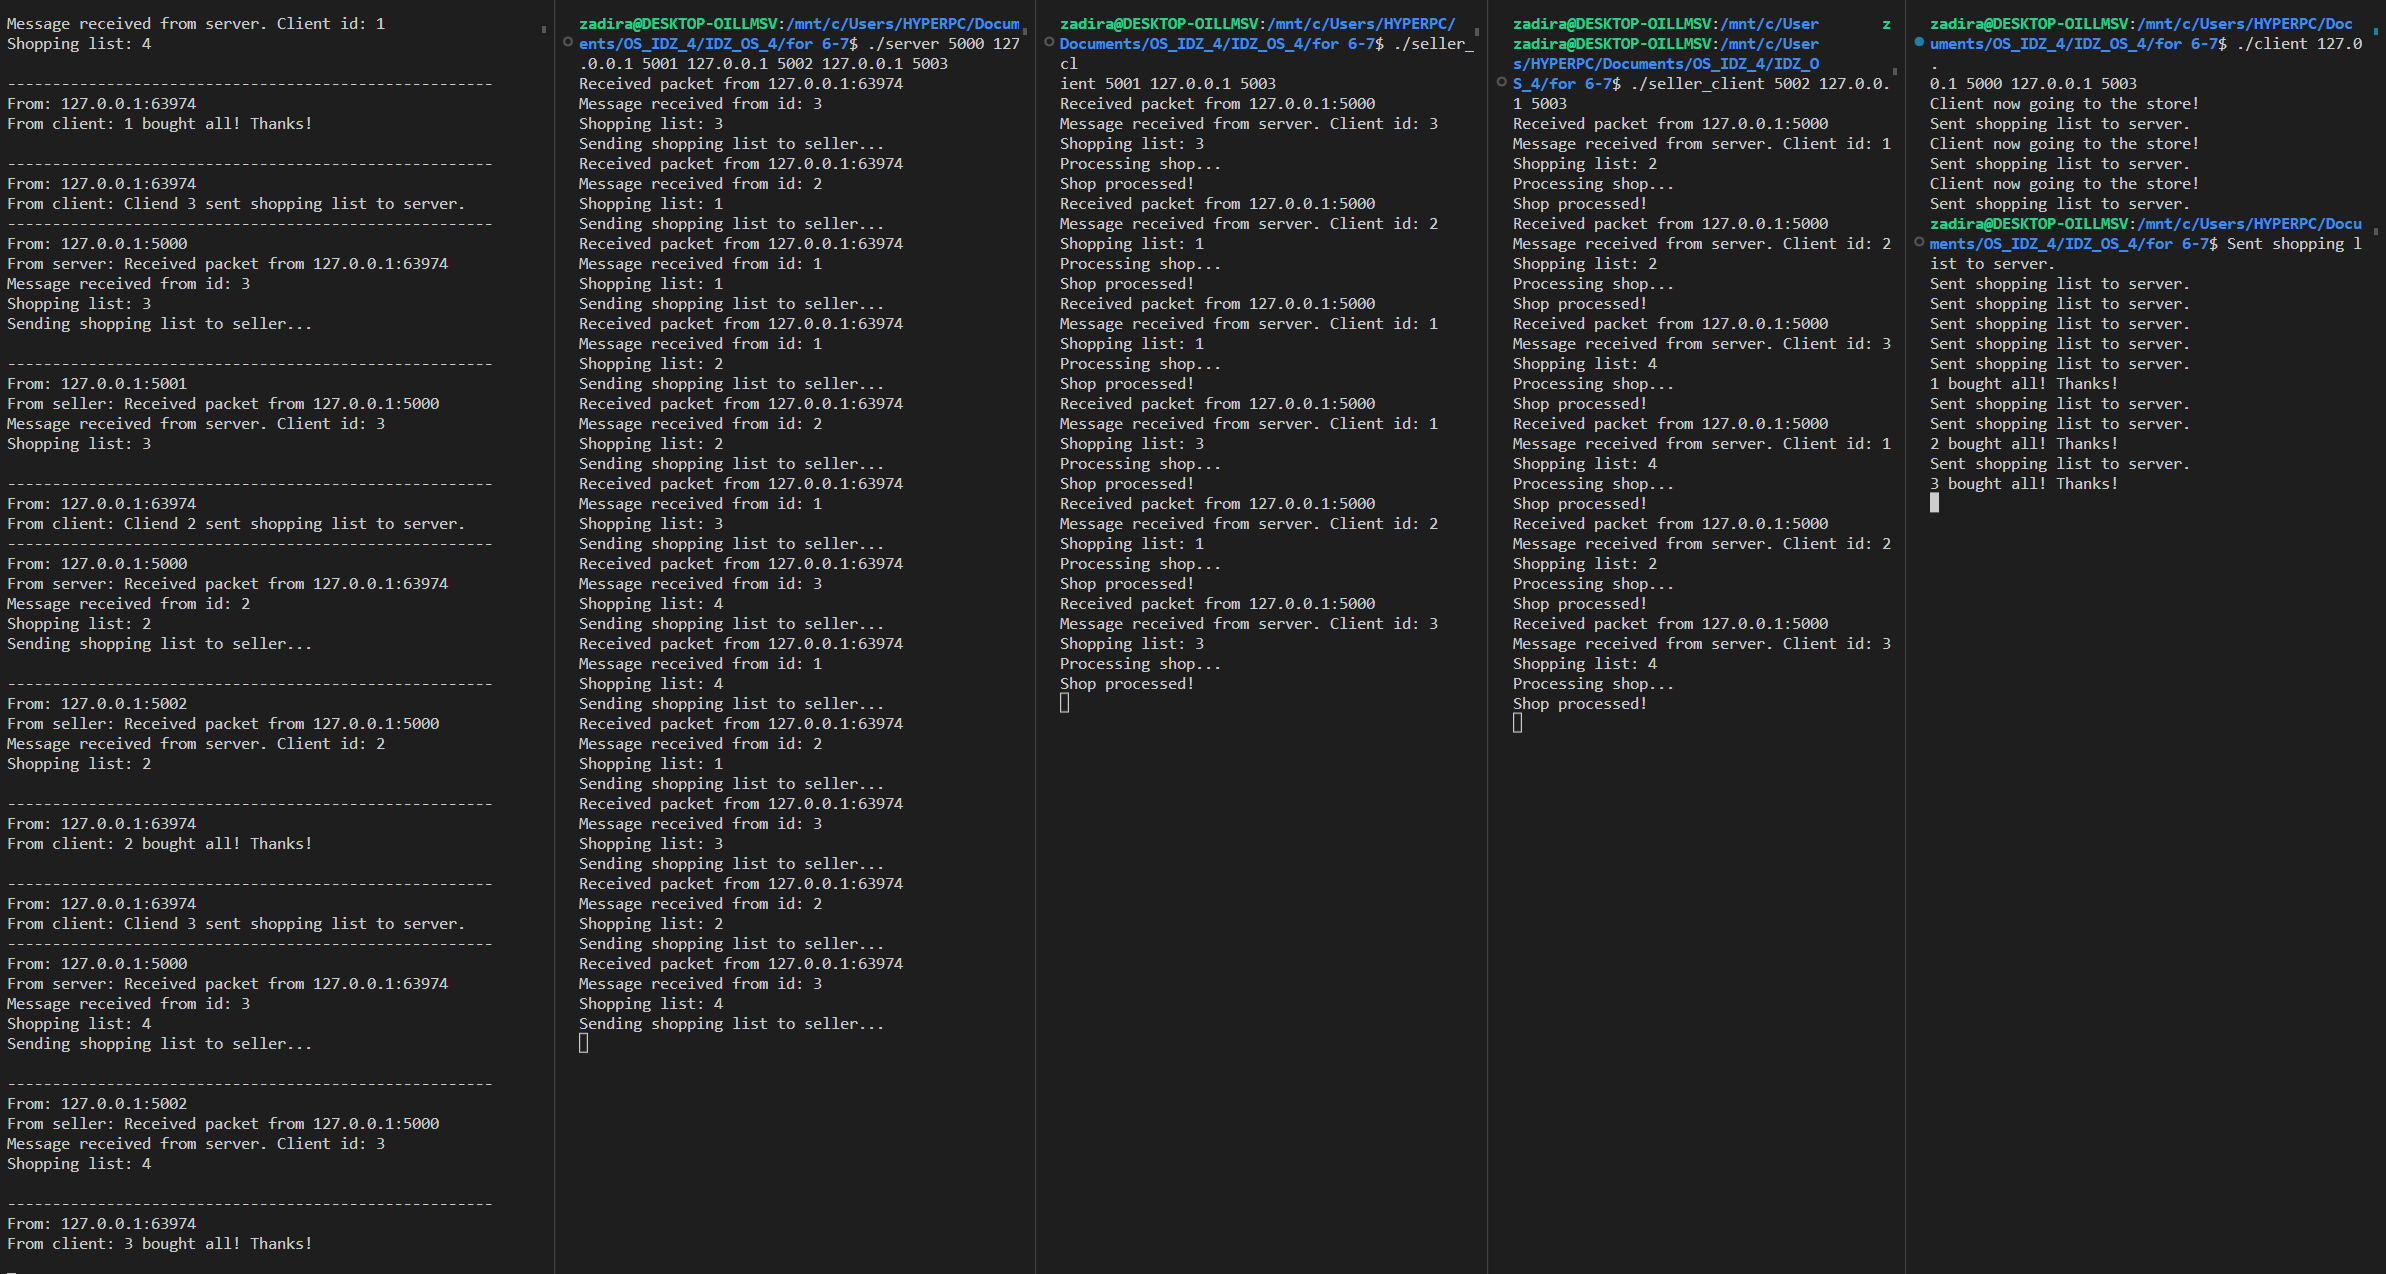 Message received from server. Client id: 1
Shopping list: 4

------------------------------------------------------
From: 127.0.0.1:63974
From client: 1 bought all! Thanks!

------------------------------------------------------
From: 127.0.0.1:63974
From client: Cliend 3 sent shopping list to server.
------------------------------------------------------
From: 127.0.0.1:5000
From server: Received packet from 127.0.0.1:63974
Message received from id: 3
Shopping list: 3
Sending shopping list to seller...

------------------------------------------------------
From: 127.0.0.1:5001
From seller: Received packet from 127.0.0.1:5000
Message received from server. Client id: 3
Shopping list: 3

------------------------------------------------------
From: 127.0.0.1:63974
From client: Cliend 2 sent shopping list to server.
------------------------------------------------------
From: 127.0.0.1:5000
From server: Received packet from 127.0.0.1:63974
Message received from id: 2
Shopping list: 2
Sending shopping list to seller...

------------------------------------------------------
From: 127.0.0.1:5002
From seller: Received packet from 127.0.0.1:5000
Message received from server. Client id: 2
Shopping list: 2

------------------------------------------------------
From: 127.0.0.1:63974
From client: 2 bought all! Thanks!

------------------------------------------------------
From: 127.0.0.1:63974
From client: Cliend 3 sent shopping list to server.
------------------------------------------------------
From: 127.0.0.1:5000
From server: Received packet from 127.0.0.1:63974
Message received from id: 3
Shopping list: 4
Sending shopping list to seller...

------------------------------------------------------
From: 127.0.0.1:5002
From seller: Received packet from 127.0.0.1:5000
Message received from server. Client id: 3
Shopping list: 4

------------------------------------------------------
From: 127.0.0.1:63974
From client: 3 bought all! Thanks!

zadira@DESKTOP-OILLMSV:/mnt/c/Users/HYPERPC/Docum
ents/OS_IDZ_4/IDZ_OS_4/for 6-7$ ./server 5000 127
.0.0.1 5001 127.0.0.1 5002 127.0.0.1 5003
Received packet from 127.0.0.1:63974
Message received from id: 3
Shopping list: 3
Sending shopping list to seller...
Received packet from 127.0.0.1:63974
Message received from id: 2
Shopping list: 1
Sending shopping list to seller...
Received packet from 127.0.0.1:63974
Message received from id: 1
Shopping list: 1
Sending shopping list to seller...
Received packet from 127.0.0.1:63974
Message received from id: 1
Shopping list: 2
Sending shopping list to seller...
Received packet from 127.0.0.1:63974
Message received from id: 2
Shopping list: 2
Sending shopping list to seller...
Received packet from 127.0.0.1:63974
Message received from id: 1
Shopping list: 3
Sending shopping list to seller...
Received packet from 127.0.0.1:63974
Message received from id: 3
Shopping list: 4
Sending shopping list to seller...
Received packet from 127.0.0.1:63974
Message received from id: 1
Shopping list: 4
Sending shopping list to seller...
Received packet from 127.0.0.1:63974
Message received from id: 2
Shopping list: 1
Sending shopping list to seller...
Received packet from 127.0.0.1:63974
Message received from id: 3
Shopping list: 3
Sending shopping list to seller...
Received packet from 127.0.0.1:63974
Message received from id: 2
Shopping list: 2
Sending shopping list to seller...
Received packet from 127.0.0.1:63974
Message received from id: 3
Shopping list: 4
Sending shopping list to seller...

zadira@DESKTOP-OILLMSV:/mnt/c/Users/HYPERPC/
Documents/OS_IDZ_4/IDZ_OS_4/for 6-7$ ./seller_
cl
ient 5001 127.0.0.1 5003
Received packet from 127.0.0.1:5000
Message received from server. Client id: 3
Shopping list: 3
Processing shop...
Shop processed!
Received packet from 127.0.0.1:5000
Message received from server. Client id: 2
Shopping list: 1
Processing shop...
Shop processed!
Received packet from 127.0.0.1:5000
Message received from server. Client id: 1
Shopping list: 1
Processing shop...
Shop processed!
Received packet from 127.0.0.1:5000
Message received from server. Client id: 1
Shopping list: 3
Processing shop...
Shop processed!
Received packet from 127.0.0.1:5000
Message received from server. Client id: 2
Shopping list: 1
Processing shop...
Shop processed!
Received packet from 127.0.0.1:5000
Message received from server. Client id: 3
Shopping list: 3
Processing shop...
Shop processed!

zadira@DESKTOP-OILLMSV:/mnt/c/User z
zadira@DESKTOP-OILLMSV:/mnt/c/User
s/HYPERPC/Documents/OS_IDZ_4/IDZ_O
S_4/for 6-7$ ./seller_client 5002 127.0.0.
1 5003
Received packet from 127.0.0.1:5000
Message received from server. Client id: 1
Shopping list: 2
Processing shop...
Shop processed!
Received packet from 127.0.0.1:5000
Message received from server. Client id: 2
Shopping list: 2
Processing shop...
Shop processed!
Received packet from 127.0.0.1:5000
Message received from server. Client id: 3
Shopping list: 4
Processing shop...
Shop processed!
Received packet from 127.0.0.1:5000
Message received from server. Client id: 1
Shopping list: 4
Processing shop...
Shop processed!
Received packet from 127.0.0.1:5000
Message received from server. Client id: 2
Shopping list: 2
Processing shop...
Shop processed!
Received packet from 127.0.0.1:5000
Message received from server. Client id: 3
Shopping list: 4
Processing shop...
Shop processed!

zadira@DESKTOP-OILLMSV:/mnt/c/Users/HYPERPC/Doc
uments/OS_IDZ_4/IDZ_OS_4/for 6-7$ ./client 127.0
.
0.1 5000 127.0.0.1 5003
Client now going to the store!
Sent shopping list to server.
Client now going to the store!
Sent shopping list to server.
Client now going to the store!
Sent shopping list to server.
zadira@DESKTOP-OILLMSV:/mnt/c/Users/HYPERPC/Docu
ments/OS_IDZ_4/IDZ_OS_4/for 6-7$ Sent shopping l
ist to server.
Sent shopping list to server.
Sent shopping list to server.
Sent shopping list to server.
Sent shopping list to server.
Sent shopping list to server.
1 bought all! Thanks!
Sent shopping list to server.
Sent shopping list to server.
2 bought all! Thanks!
Sent shopping list to server.
3 bought all! Thanks!